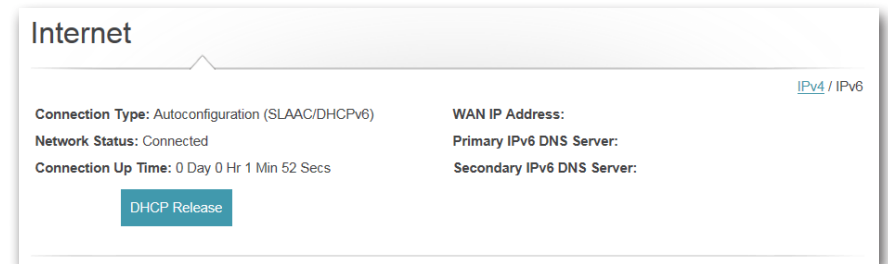 Internet
IPv4 / IPv6
Connection Type: Autoconfiguration (SLAAC/DHCPv6)
WAN IP Address:
Network Status: Connected
Primary IPv6 DNS Server:
Connection Up Time: 0 Day 0 Hr 1 Min 52 Secs
Secondary IPv6 DNS Server:
DHCP Release